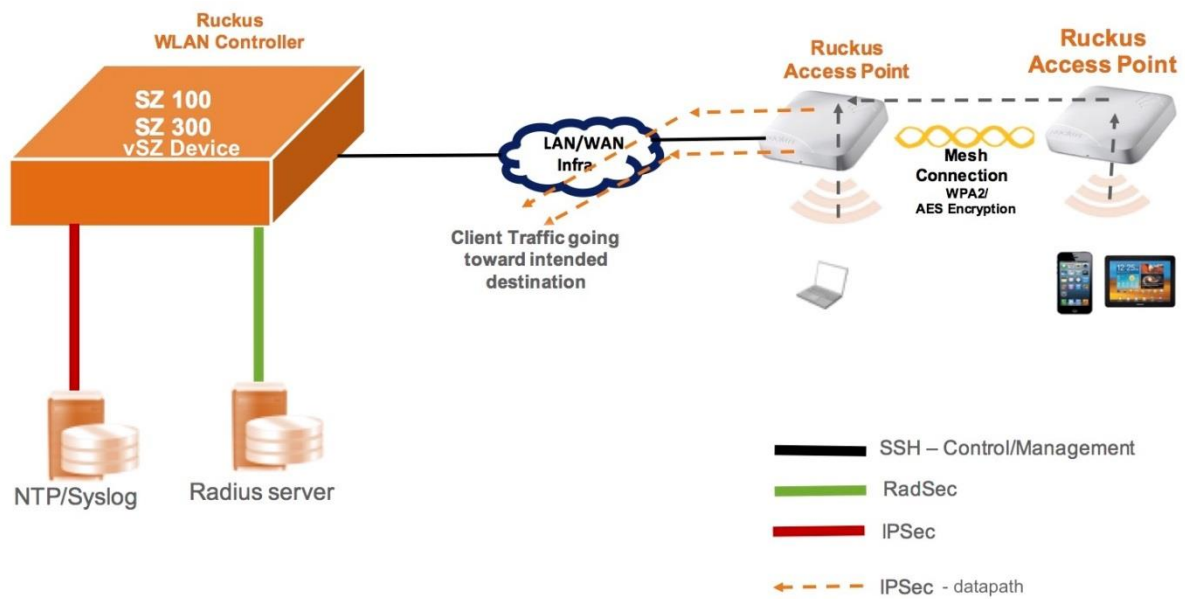 Ruckus
WLAN Controller
SZ 100
SZ 300
vSZ Device
LAN/WAN
Infra
Client Traffic going
toward intended
destination
Ruckus
Access Point
Ruckus
Access Point
Mesh
Connection
WPA2/
AES Encryption
NTP/Syslog
Radius server
SSH – Control/Management
RadSec
IPSec
IPSec - datapath